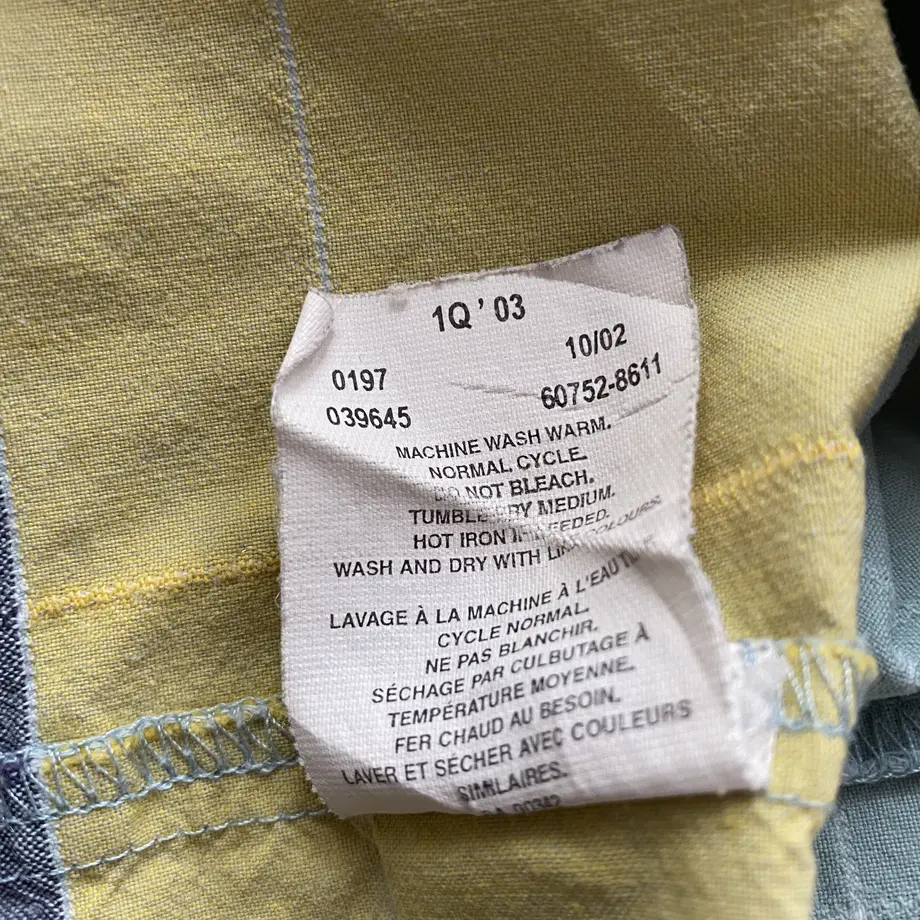 1Q ' 03
10/02
0197
60752-8611
039645
MACHINE WASH WARM.
NORMAL CYCLE.
DO NOT BLEACH.
TUMBLE DRY MEDIUM.
HOT IRON IF NEEDED.
WASH AND DRY WITH LIKE COLOURS.
LAVAGE À LA MACHINE À L'EAU
CYCLE NORMAL.
NE PAS BLANCHIR.
SÉCHAGE PAR CULBUTAGE À
TEMPÉRATURE MOYENNE.
FER CHAUD AU BESOIN.
LAVER ET SÉCHER AVEC COULEURS
SIMILAIRES.